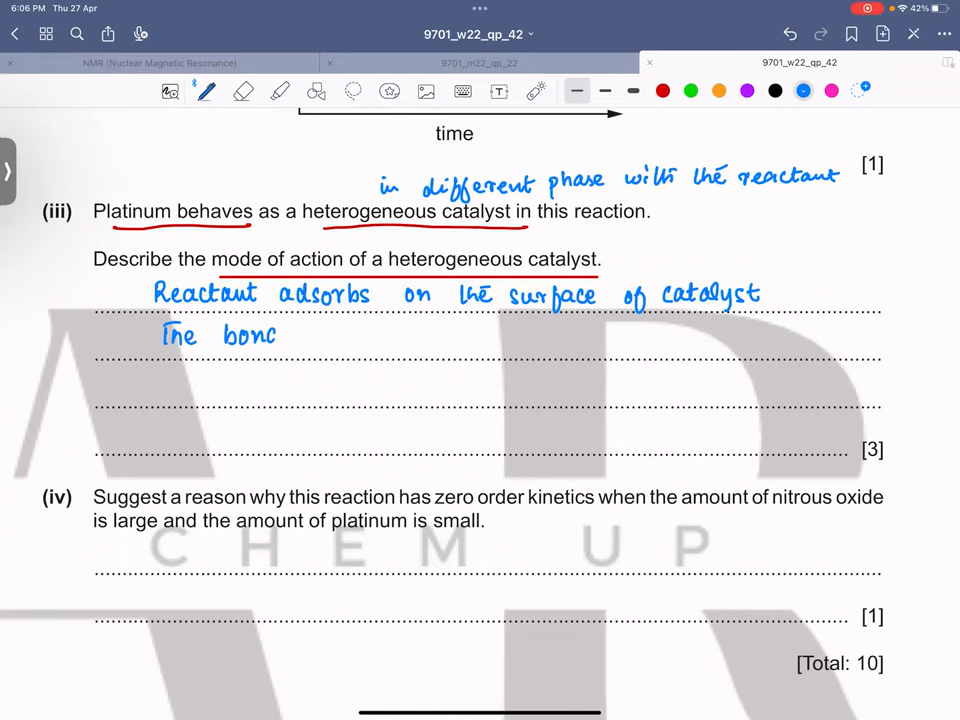 6:06 PM Thu 27 Apr
42%
9701_w22_qp_42
NMR (Nuclear Magnetic Resonance)
9701_m22_qp_22
9701_w22_qp_42
time
[1]
in different phase with the reactant
(iii) Platinum behaves as a heterogeneous catalyst in this reaction.
Describe the mode of action of a heterogeneous catalyst.
Reactant adsorbs on the surface of catalyst
The bond
[3]
(iv) Suggest a reason why this reaction has zero order kinetics when the amount of nitrous oxide
is large and the amount of platinum is small.
CHEM UP
[1]
[Total: 10]